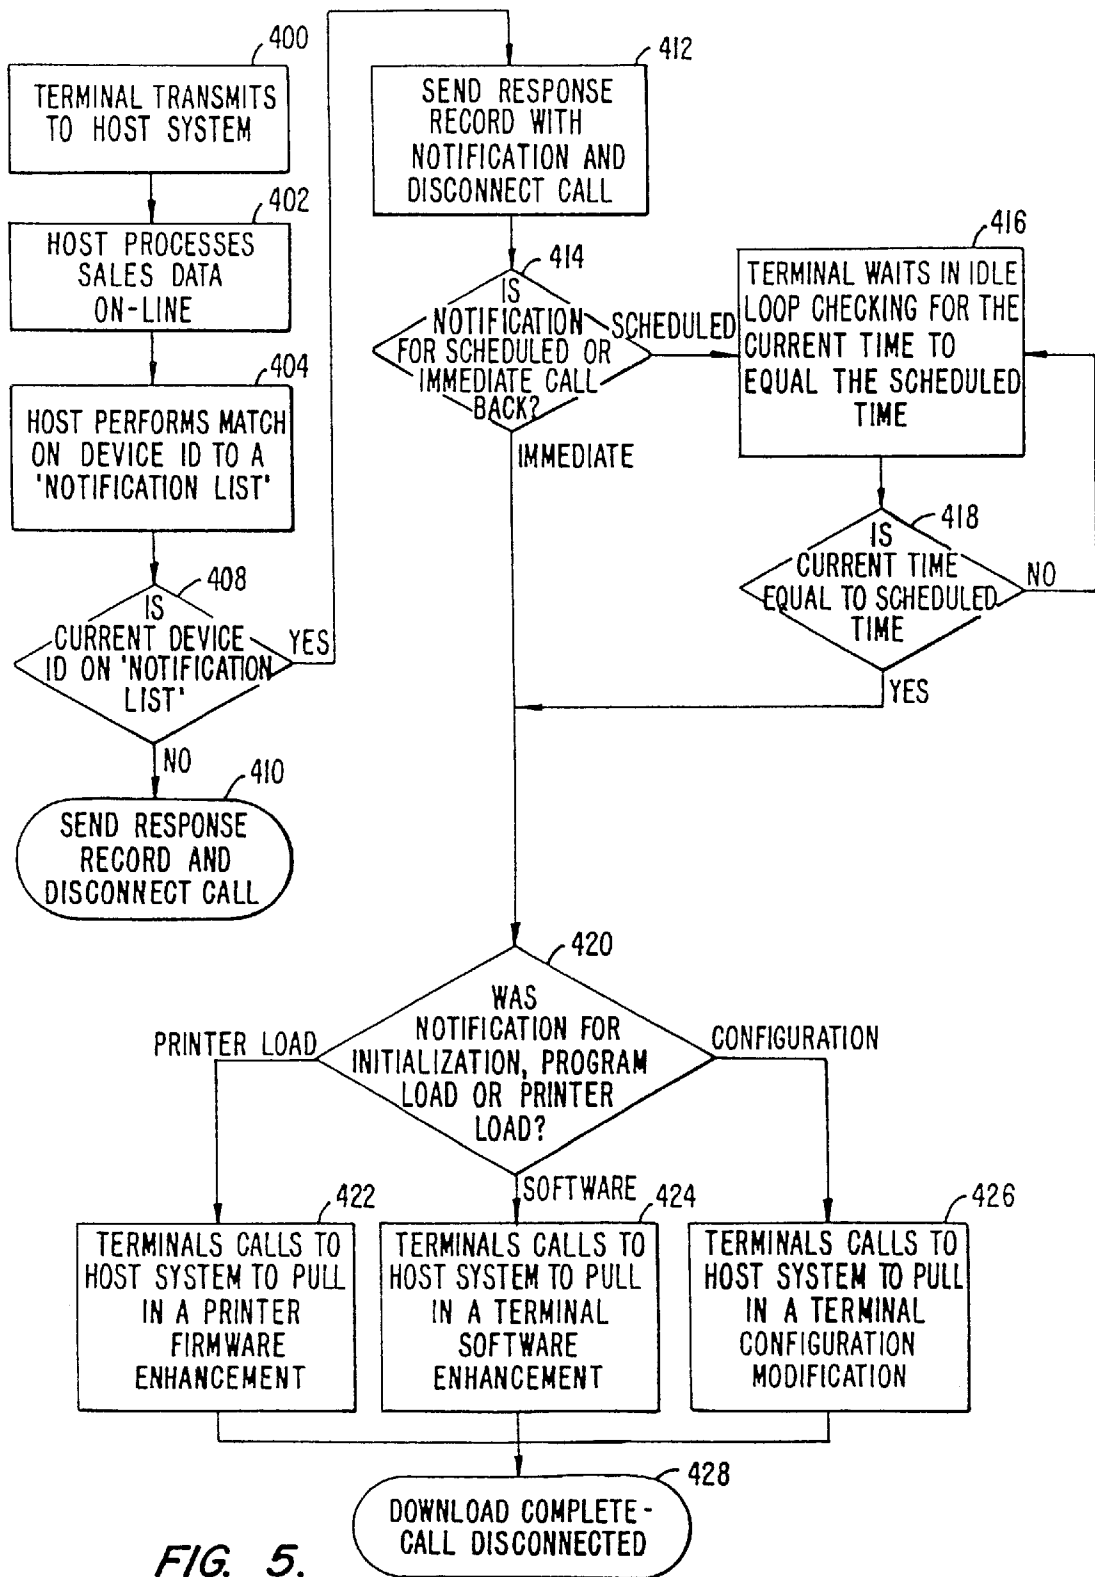 400
TERMINAL TRANSMITS
TO HOST SYSTEM
402
HOST PROCESSES
SALES DATA
ON-LINE
404
HOST PERFORMS MATCH
ON DEVICE ID TO A
'NOTIFICATION LIST'
408
IS
CURRENT DEVICE
ID ON 'NOTIFICATION
LIST'
YES
NO
410
SEND RESPONSE
RECORD AND
DISCONNECT CALL
412
SEND RESPONSE
RECORD WITH
NOTIFICATION AND
DISCONNECT CALL
414
IS
NOTIFICATION
FOR SCHEDULED OR
IMMEDIATE CALL
BACK?
SCHEDULED
IMMEDIATE
416
TERMINAL WAITS IN IDLE
LOOP CHECKING FOR THE
CURRENT TIME TO
EQUAL THE SCHEDULED
TIME
418
IS
CURRENT TIME
EQUAL TO SCHEDULED
TIME
NO
YES
420
WAS
NOTIFICATION FOR
INITIALIZATION, PROGRAM
LOAD OR PRINTER
LOAD?
PRINTER LOAD
SOFTWARE
CONFIGURATION
422
TERMINALS CALLS TO
HOST SYSTEM TO PULL
IN A PRINTER
FIRMWARE
ENHANCEMENT
424
TERMINALS CALLS TO
HOST SYSTEM TO PULL
IN A TERMINAL
SOFTWARE
ENHANCEMENT
426
TERMINALS CALLS TO
HOST SYSTEM TO PULL
IN A TERMINAL
CONFIGURATION
MODIFICATION
428
DOWNLOAD COMPLETE-
CALL DISCONNECTED
FIG. 5.